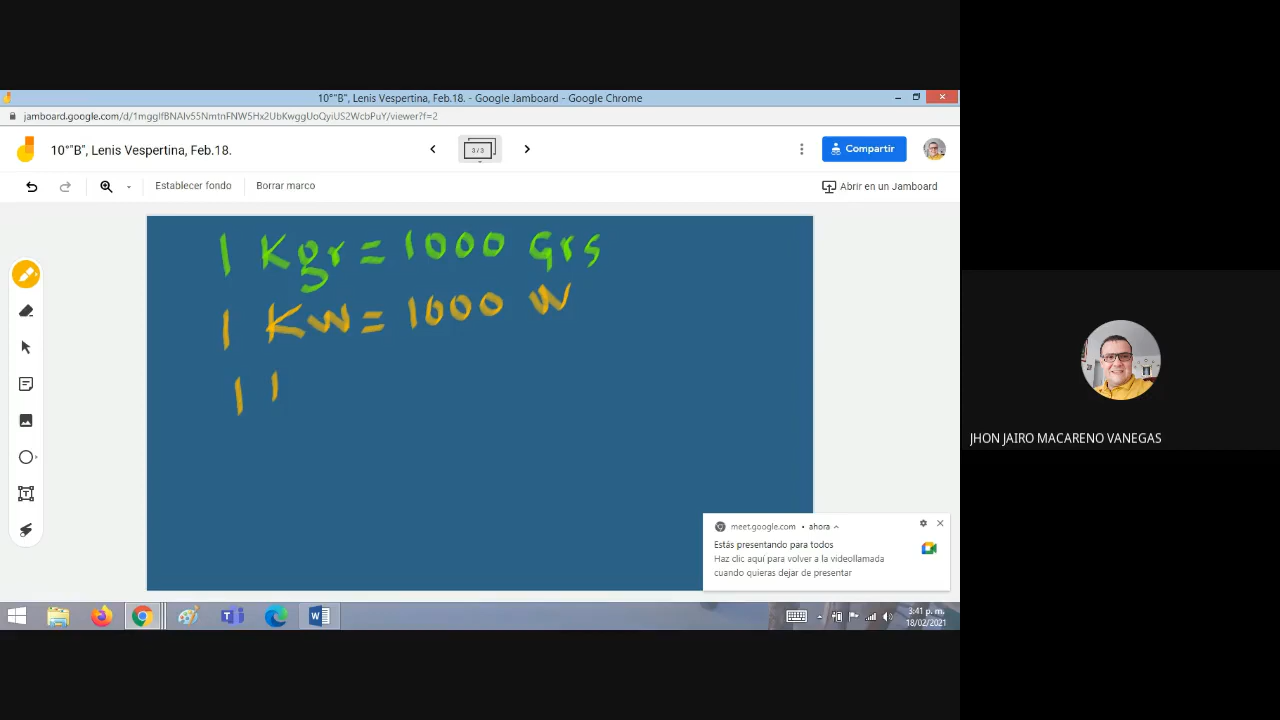 10°"B", Lenis Vespertina, Feb.18. - Google Jamboard - Google Chrome
jamboard.google.com/d/1mgglfBNAlv55NmtnFNW5Hx2UbKwggUoQyiUS2WcbPuY/viewer?f=2
10°"B", Lenis Vespertina, Feb.18.
3/3
Compartir
Establecer fondo
Borrar marco
Abrir en un Jamboard
1 Kgr = 1000 Grs
1 Kw = 1000 W
1 1
JHON JAIRO MACARENO VANEGAS
meet.google.com • ahora
Estás presentando para todos
Haz clic aquí para volver a la videollamada
cuando quieras dejar de presentar
3:41 p. m.
18/02/2021